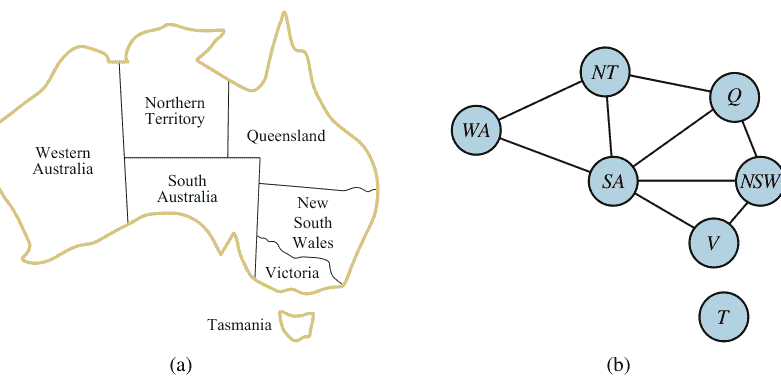 Northern
Territory
Western
Australia
Queensland
South
Australia
New
South
Wales
Victoria
Tasmania
(a)
NT
Q
WA
SA
NSW
V
T
(b)